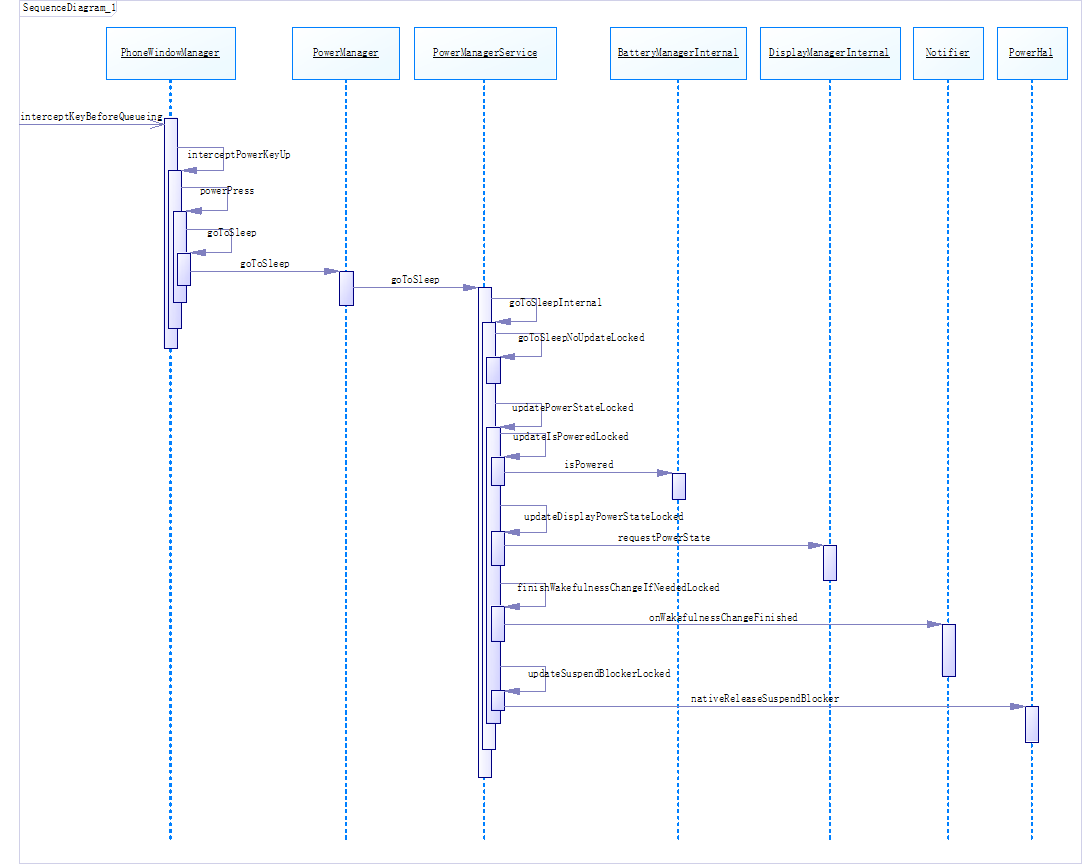 SequenceDiagram_1
PhoneWindowManager
PowerManager
PowerManagerService
BatteryManagerInternal
DisplayManagerInternal
Notifier
PowerHal
interceptKeyBeforeQueueing
interceptPowerKeyUp
powerPress
goToSleep
goToSleep
goToSleep
goToSleepInternal
goToSleepNoUpdateLocked
updatePowerStateLocked
updateIsPoweredLocked
isPowered
updateDisplayPowerStateLocked
requestPowerState
finishWakefulnessChangeIfNeededLocked
onWakefulnessChangeFinished
updateSuspendBlockerLocked
nativeReleaseSuspendBlocker